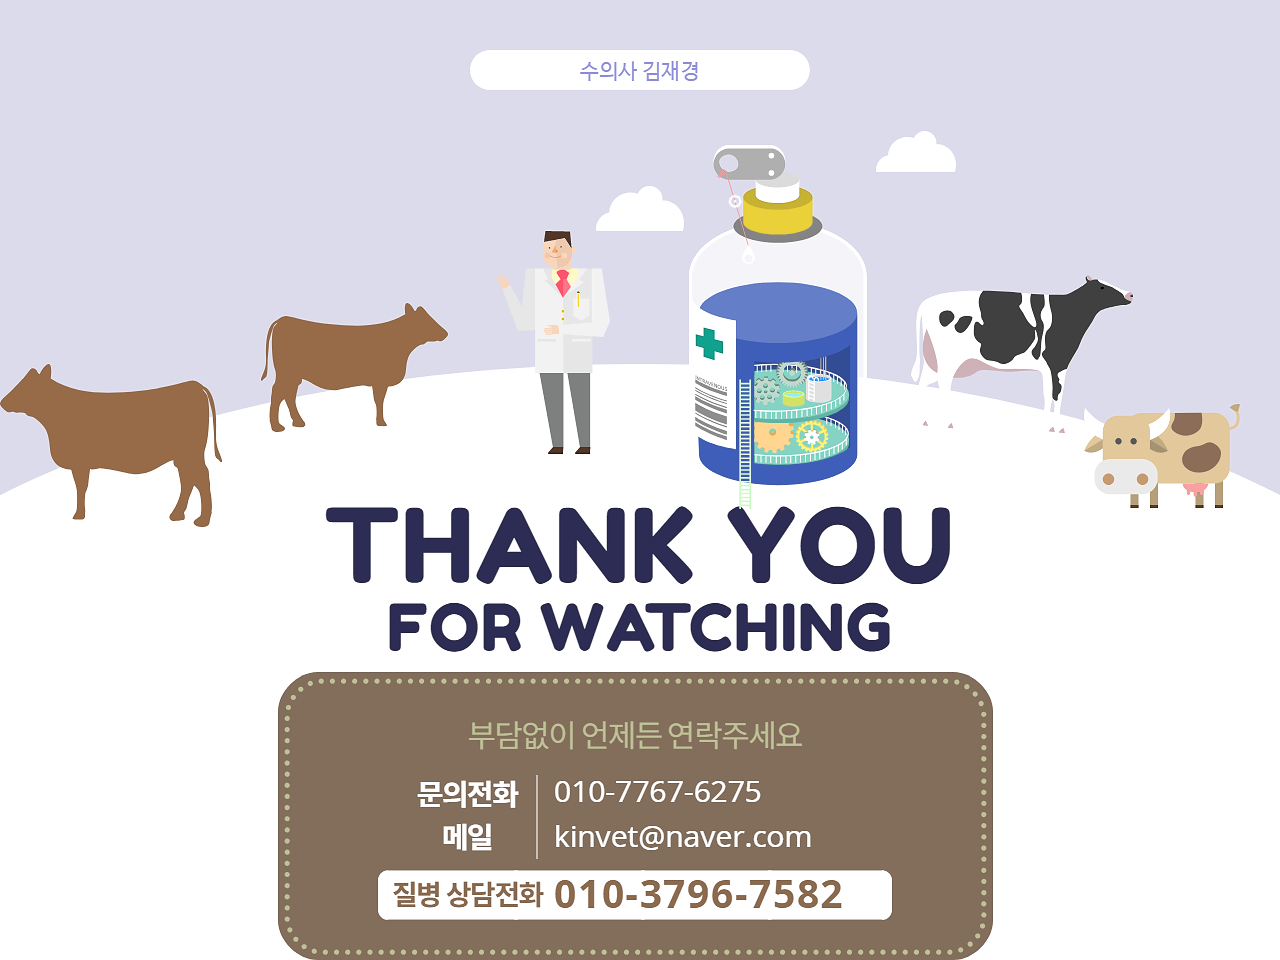 수의사 김재경
INTRAVENOUS
THANK YOU
FOR WATCHING
부담없이 언제든 연락주세요
문의전화 010-7767-6275
메일 kinvet@naver.com
질병 상담전화 010-3796-7582